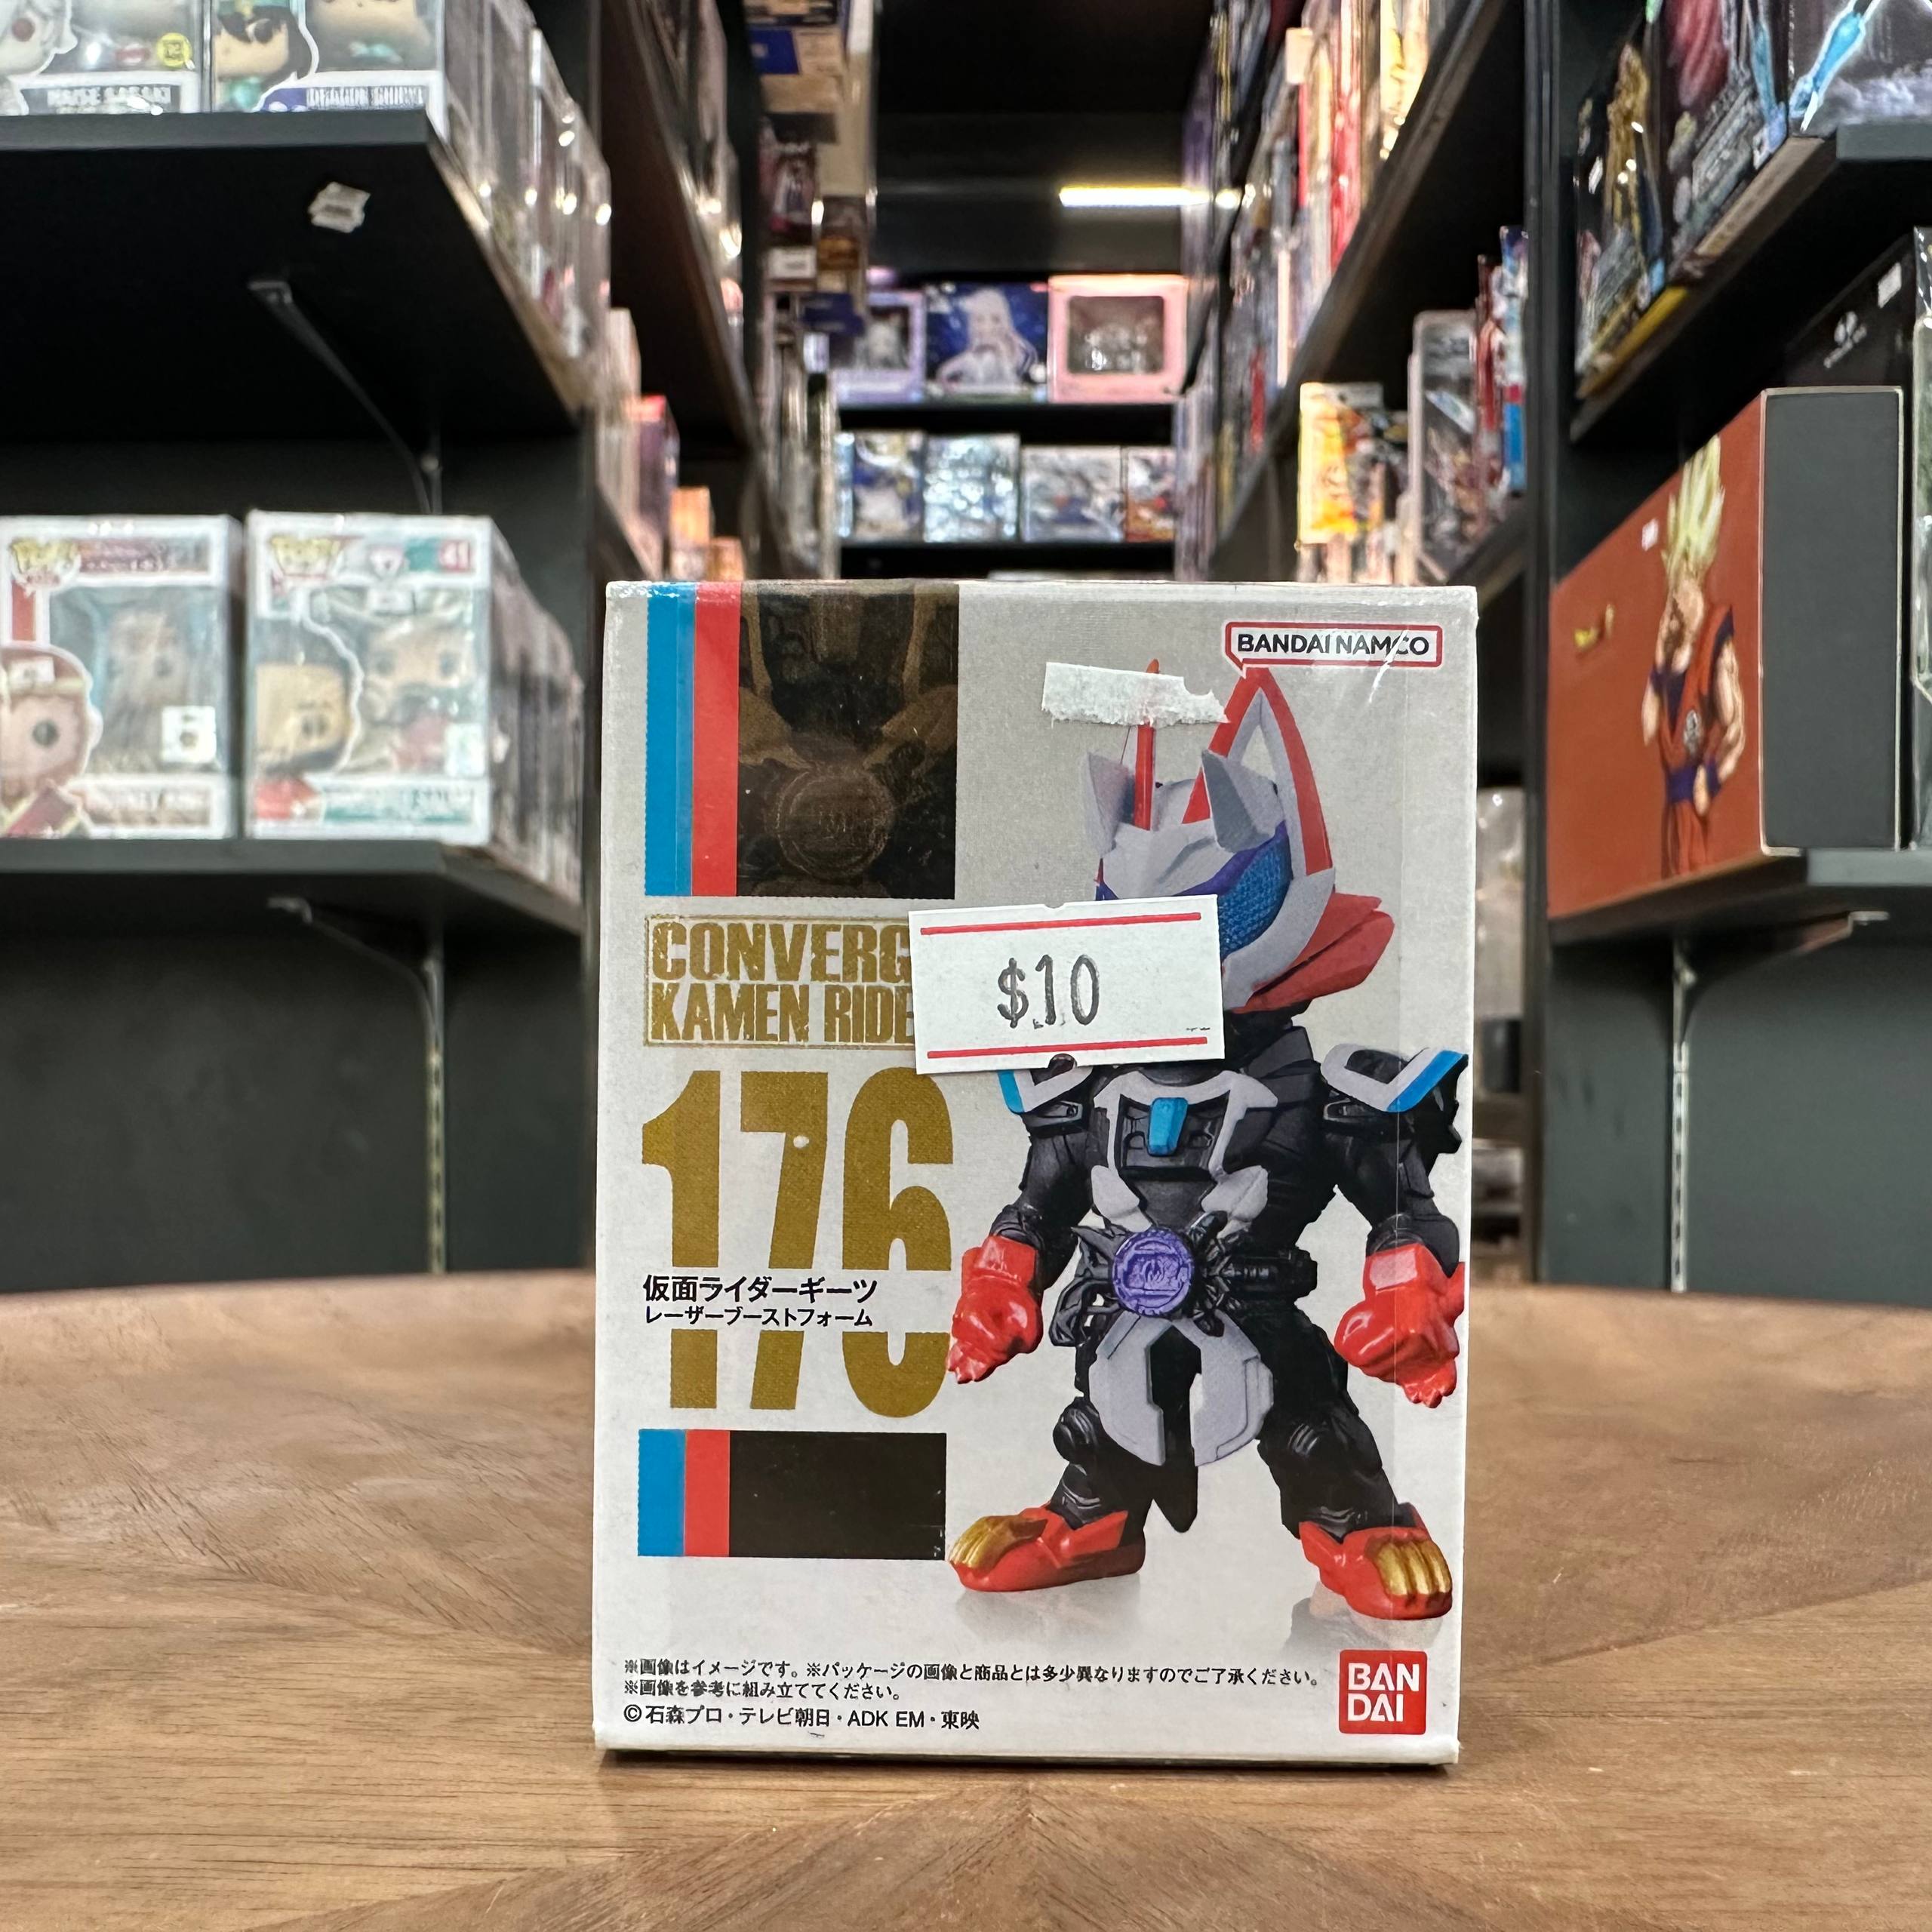 BANDAI NAMCO
CONVERG
KAMEN RIDE
$10
176
仮面ライダーギーツ
レーザーブーストフォーム
※画像はイメージです。※パッケージの画像と商品とは多少異なりますのでご了承ください。
※画像を参考に組み立ててください。
©石森プロ・テレビ朝日・ADK EM・東映
BAN
DAI
POP!
41